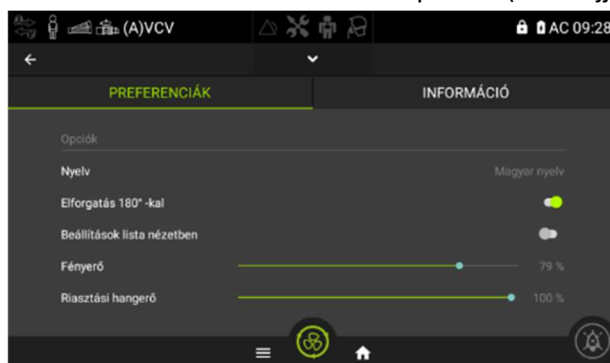 (A)VCV AC 09:28
PREFERENCIÁK INFORMÁCIÓ
Opciók
Nyelv Magyar nyelv
Elforgatás 180° -kal
Beállítások lista nézetben
Fényerő 79 %
Riasztási hangerő 100 %